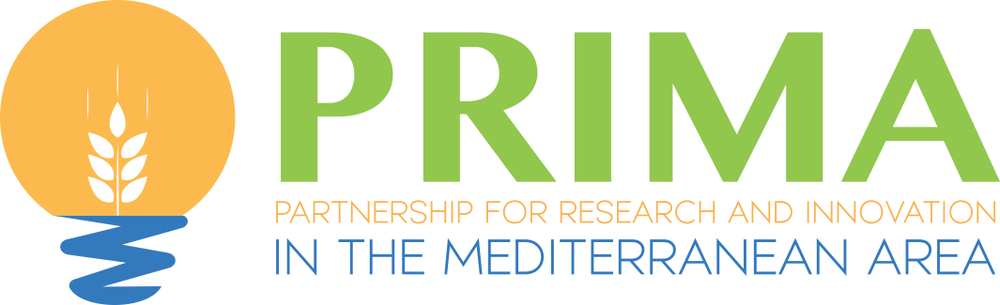 PRIMA
PARTNERSHIP FOR RESEARCH AND INNOVATION
IN THE MEDITERRANEAN AREA